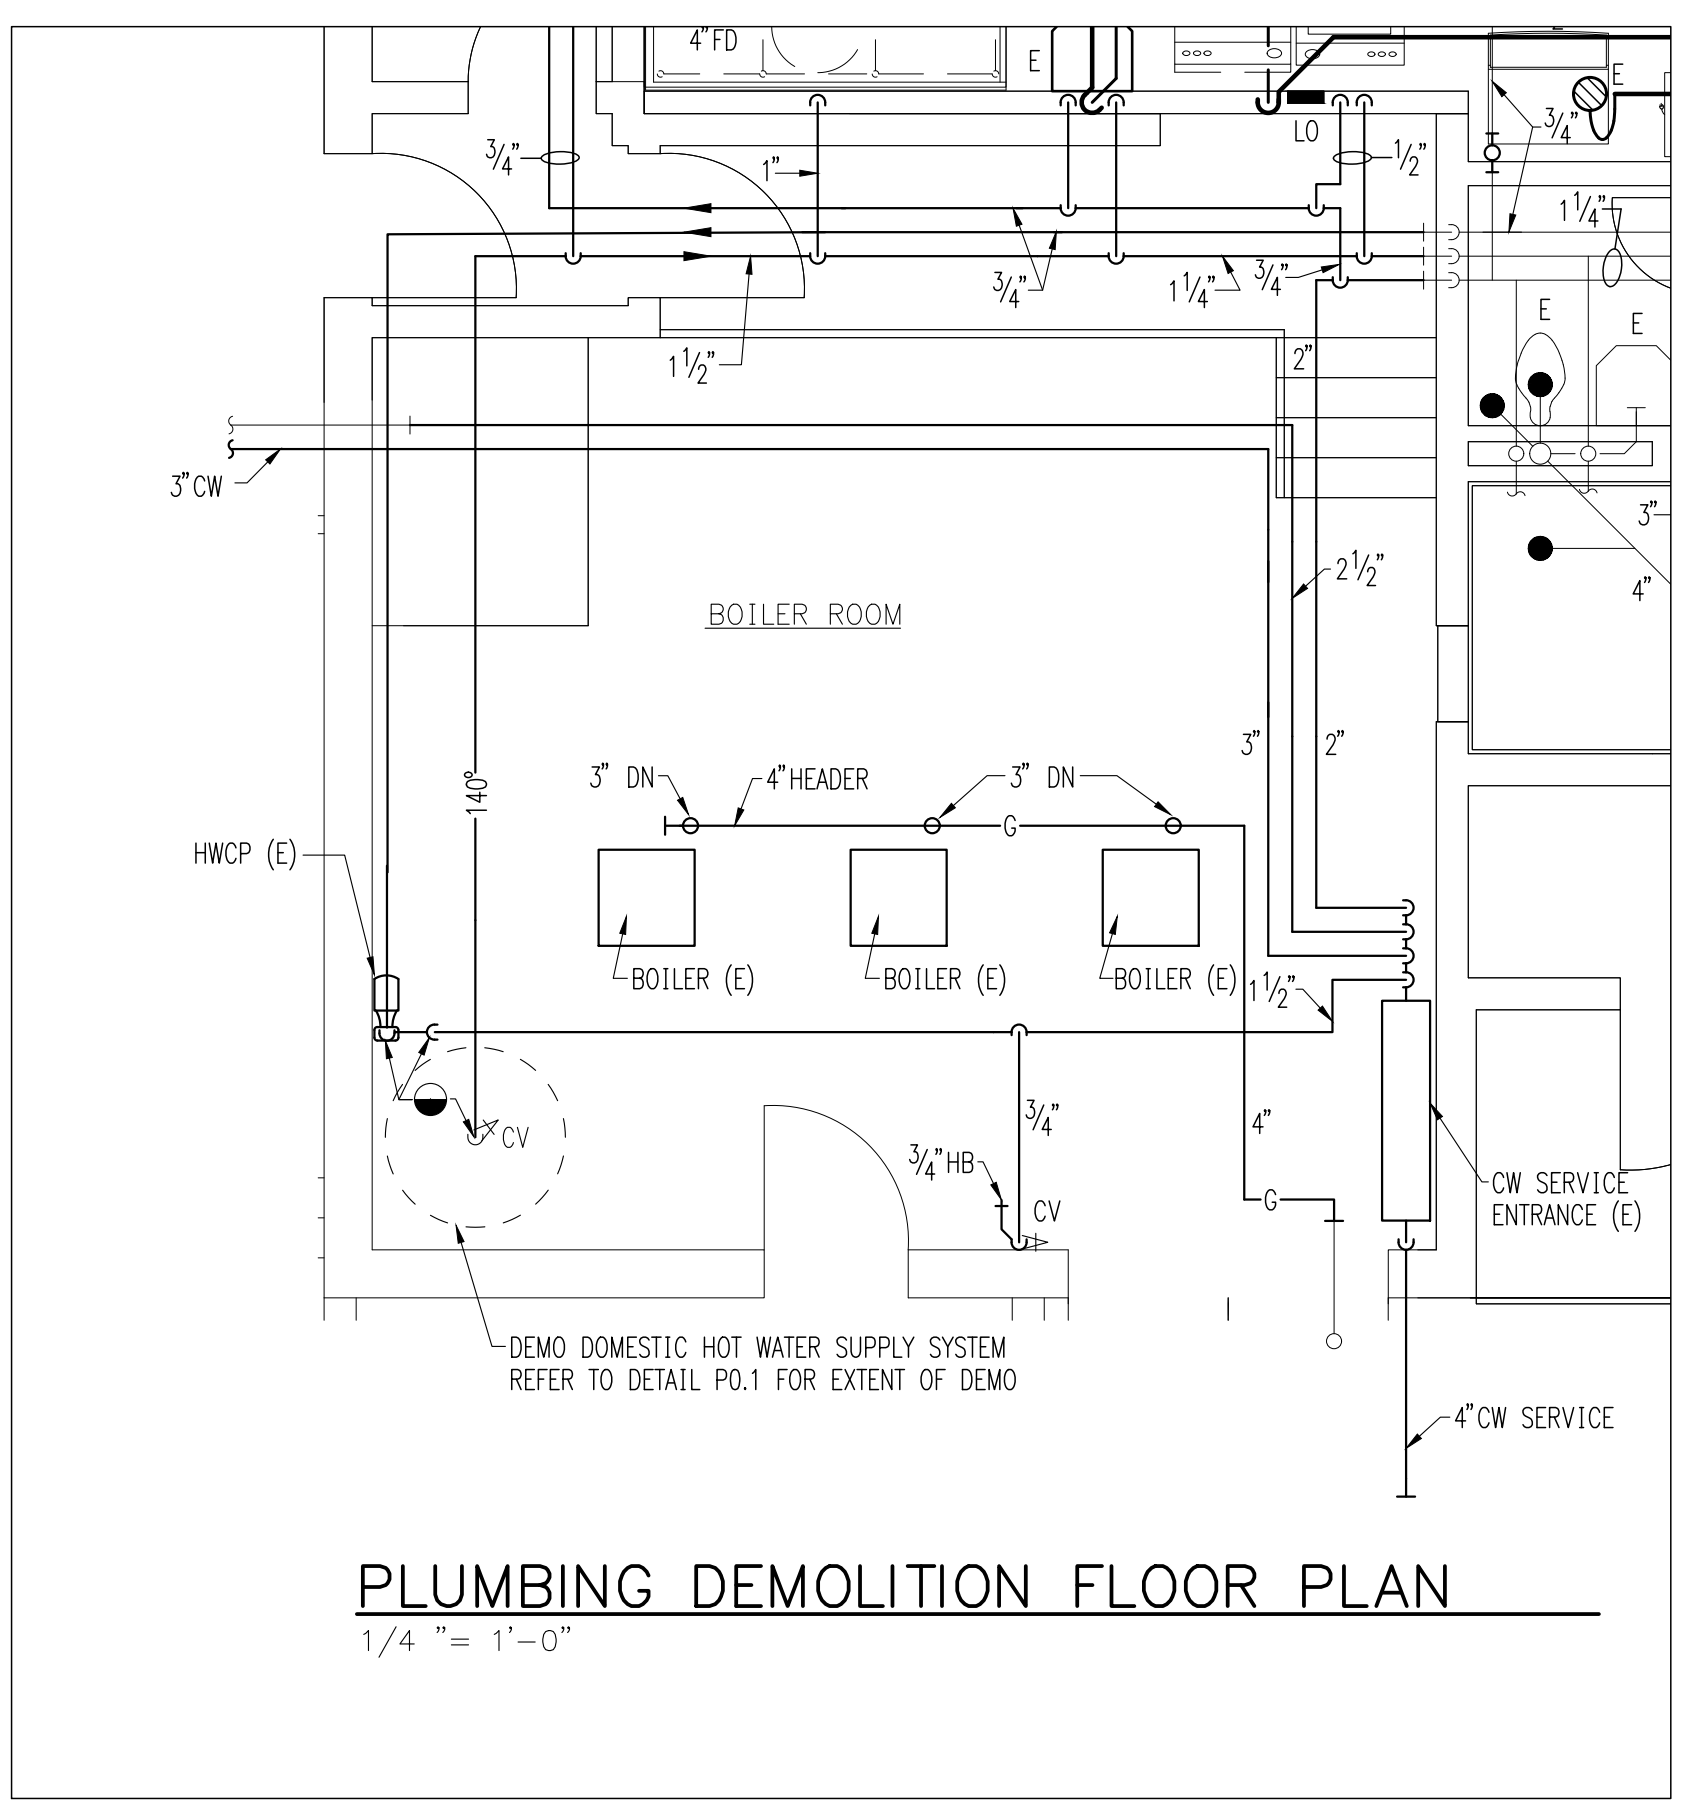 4"FD
E
E
LO
3/4"
1"
1/2"
3/4"
1 1/4"
3/4"
1 1/4"
3/4"
1 1/2"
2"
E
E
3"CW
3"
2 1/2"
4"
BOILER ROOM
3"
2"
140°
3" DN
4"HEADER
3" DN
G
HWCP (E)
BOILER (E)
BOILER (E)
BOILER (E)
1 1/2"
3/4"
4"
CV
3/4"HB
CV
G
CW SERVICE
ENTRANCE (E)
DEMO DOMESTIC HOT WATER SUPPLY SYSTEM
REFER TO DETAIL P0.1 FOR EXTENT OF DEMO
4"CW SERVICE
PLUMBING DEMOLITION FLOOR PLAN
1/4 "= 1'-0"